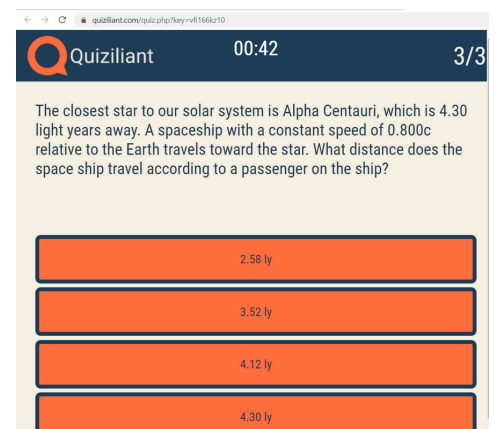 quiziliant.com/quiz.php?key=vfi166kz10
Quiziliant
00:42
3/3
The closest star to our solar system is Alpha Centauri, which is 4.30
light years away. A spaceship with a constant speed of 0.800c
relative to the Earth travels toward the star. What distance does the
space ship travel according to a passenger on the ship?
2.58 ly
3.52 ly
4.12 ly
4.30 ly